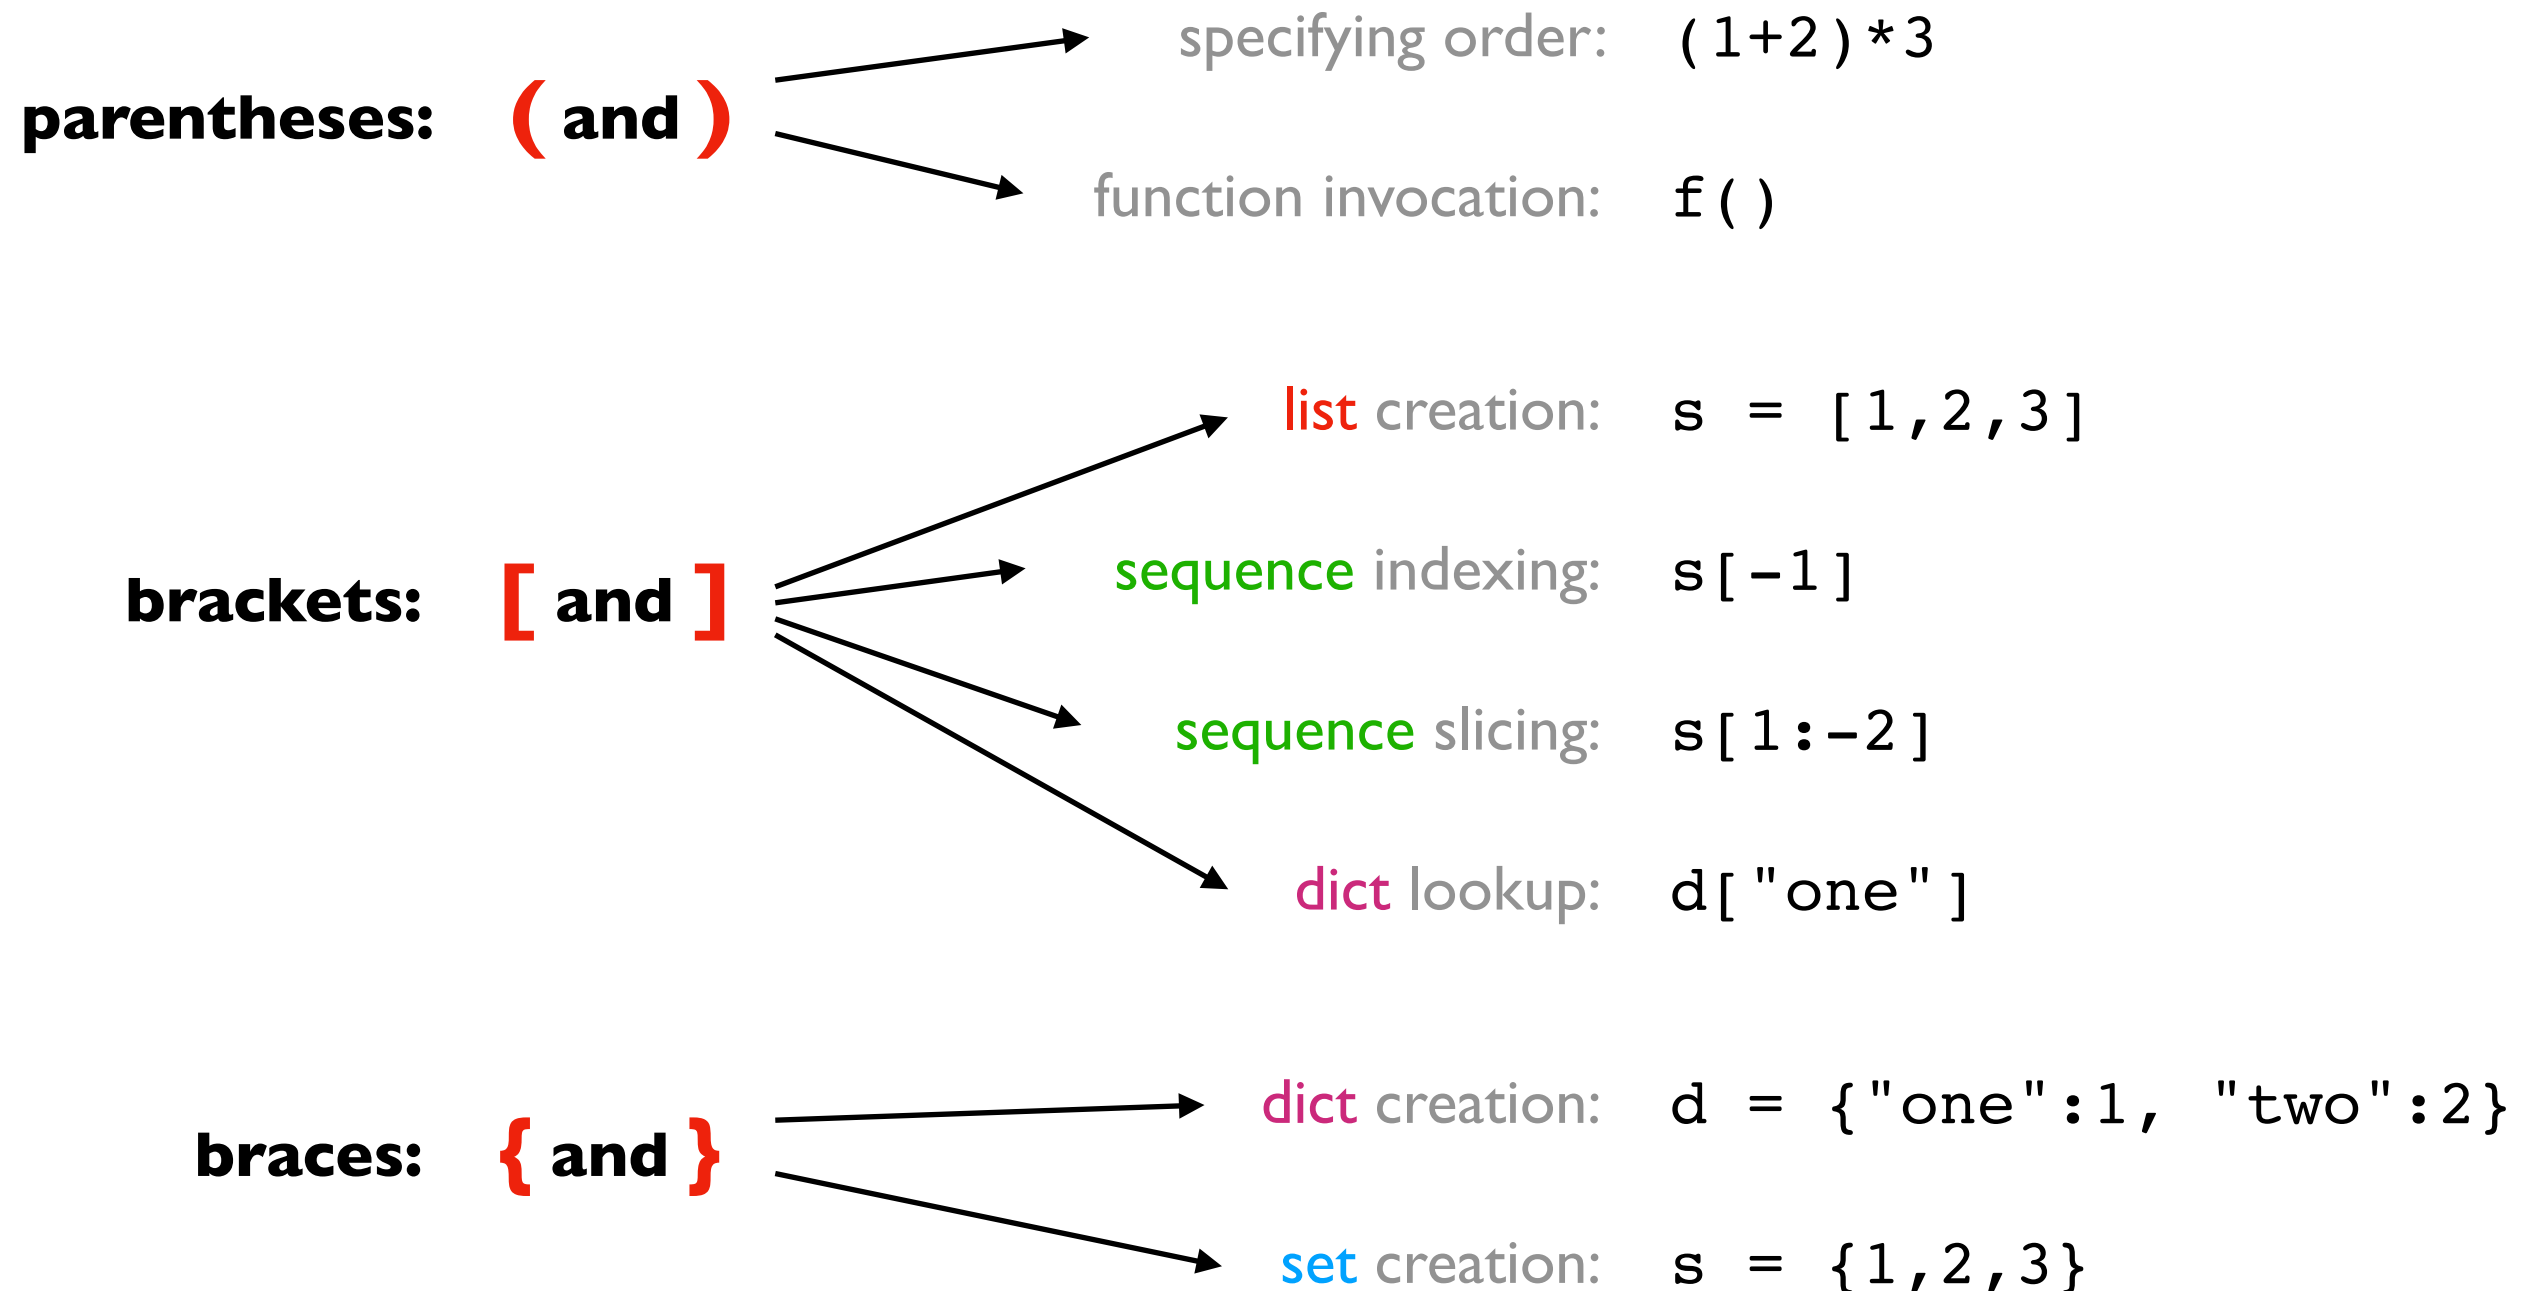 specifying order: (1+2)*3
parentheses: ( and )
function invocation: f()
list creation: s = [1,2,3]
sequence indexing: s[-1]
brackets: [ and ]
sequence slicing: s[1:-2]
dict lookup: d["one"]
dict creation: d = {"one":1, "two":2}
braces: { and }
set creation: s = {1,2,3}